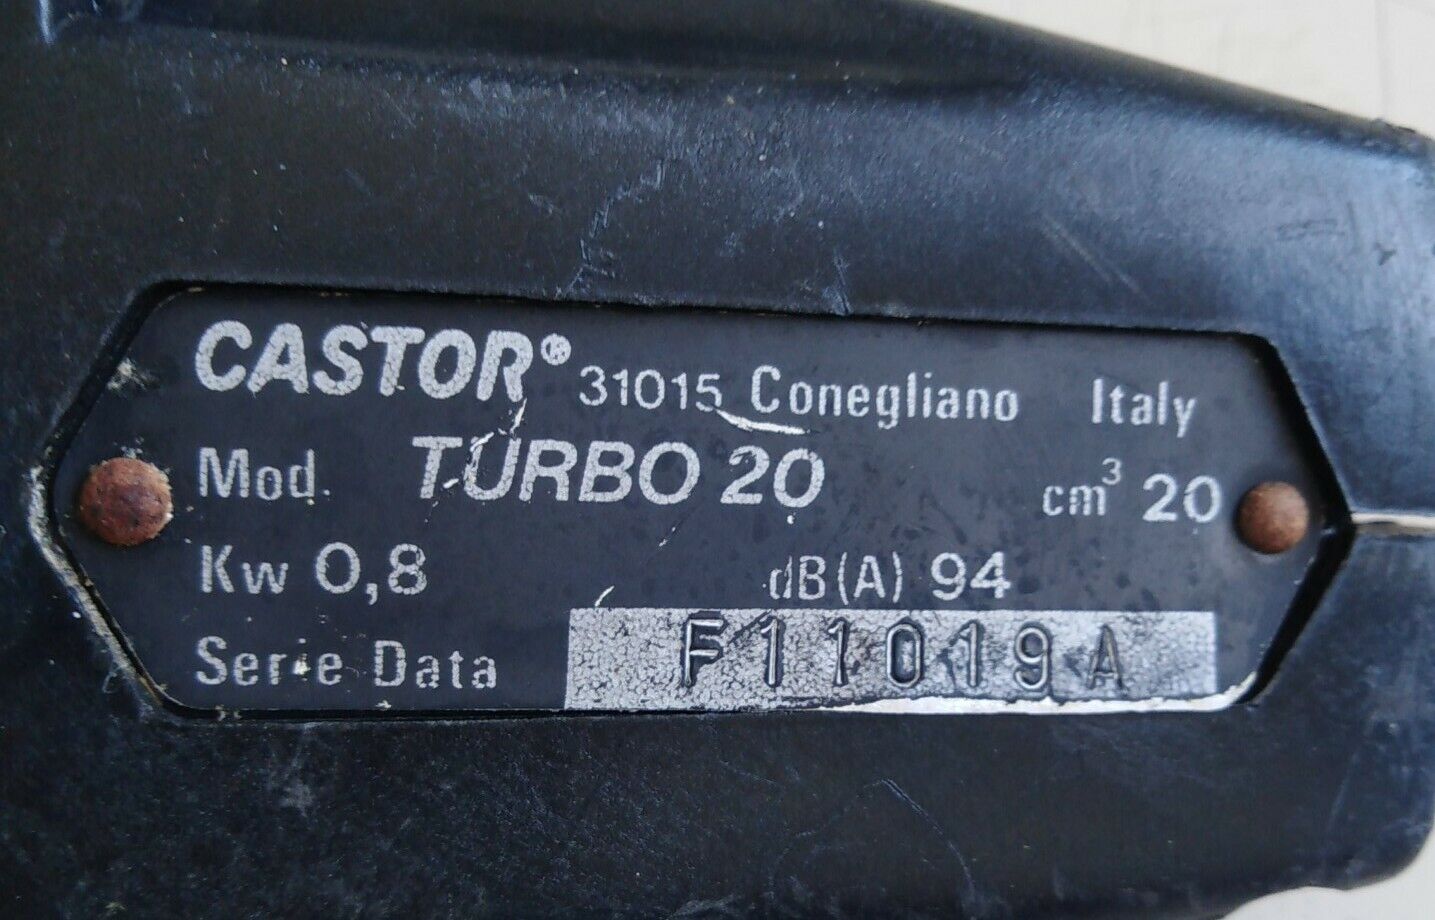 CASTOR® 31015 Conegliano Italy
Mod. TURBO 20 cm³ 20
Kw 0,8 dB(A) 94
Serie Data F11019A